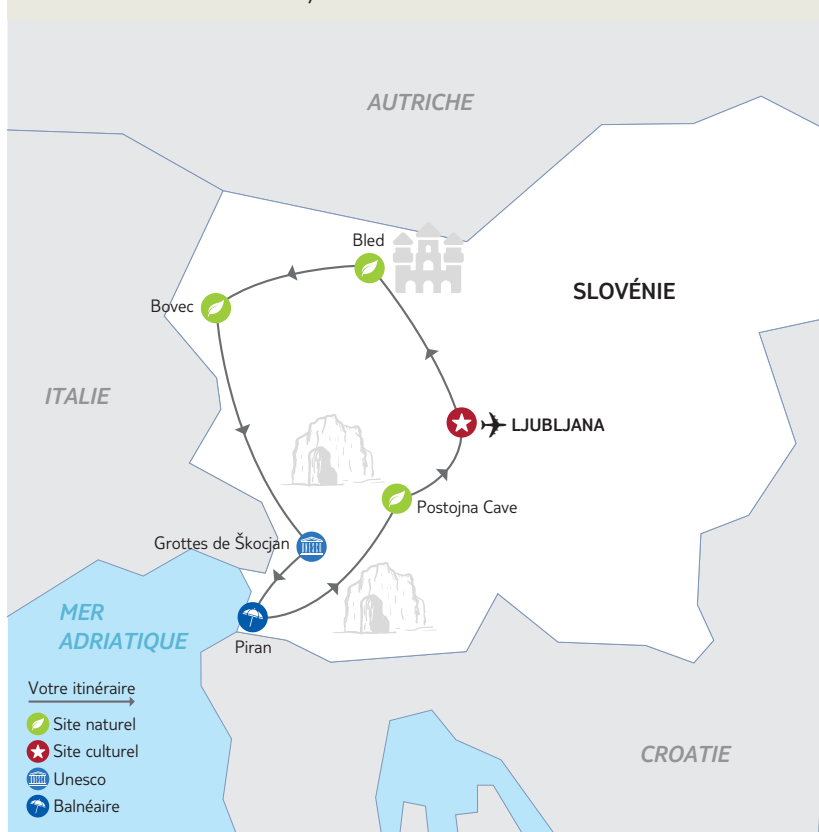 AUTRICHE
Bled
SLOVÉNIE
Bovec
ITALIE
LJUBLJANA
Postojna Cave
Grottes de Škocjan
UNESCO
MER
ADRIATIQUE
Piran
Votre itinéraire
Site naturel
Site culturel
Unesco
Balnéaire
CROATIE